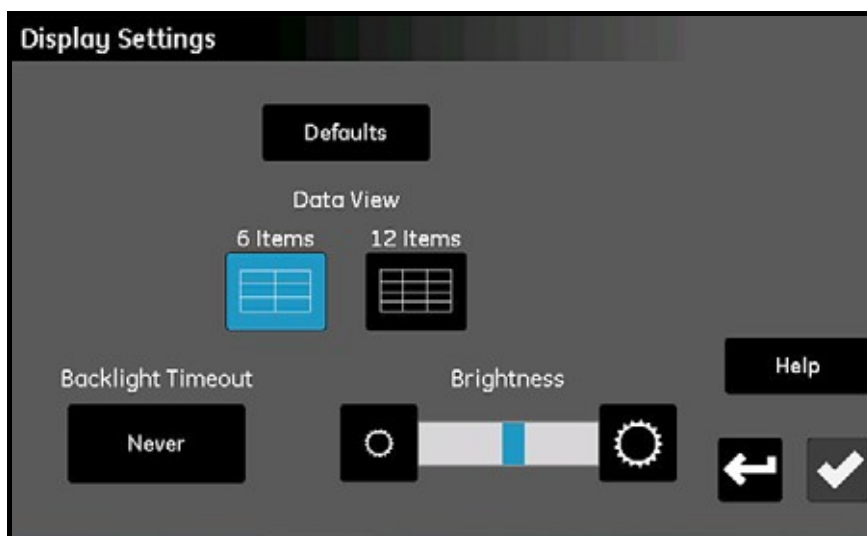 Display Settings
Defaults
Data View
6 Items 12 Items
Backlight Timeout
Brightness
Help
Never